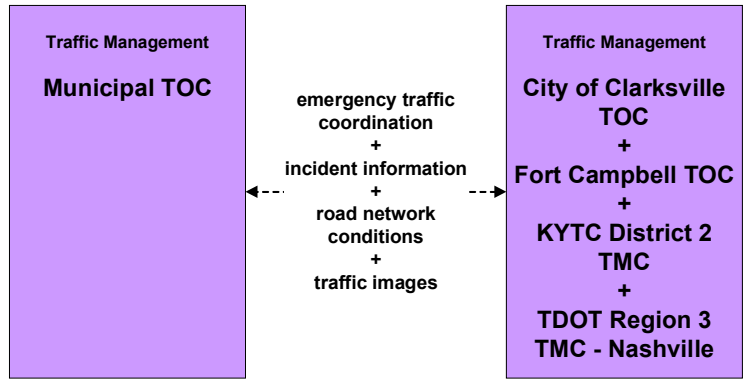 Traffic Management
Municipal TOC
emergency traffic
coordination
+
incident information
+
road network
conditions
+
traffic images
Traffic Management
City of Clarksville
TOC
+
Fort Campbell TOC
+
KYTC District 2
TMC
+
TDOT Region 3
TMC - Nashville